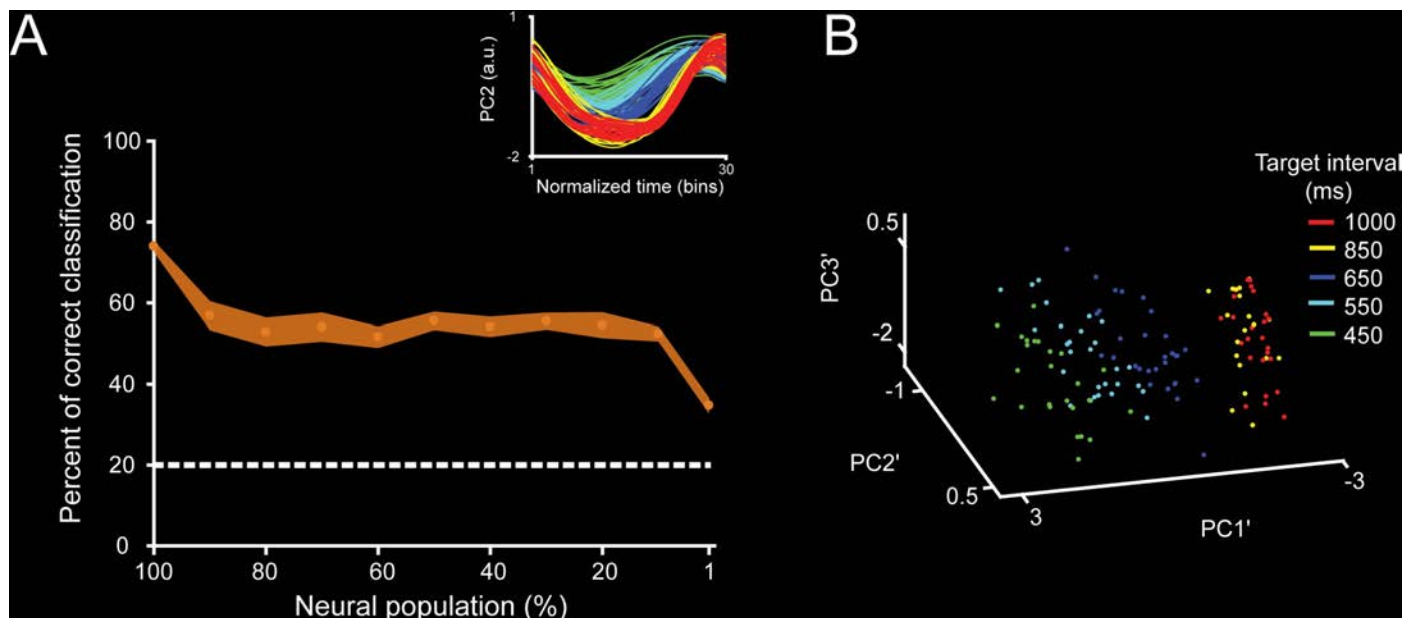 A
1
PC2 (a.u.)
-2
1
30
Normalized time (bins)
100
80
60
40
20
0
Percent of correct classification
100
80
60
40
20
1
Neural population (%)
B
Target interval
(ms)
1000
850
650
550
450
0.5
PC3'
-2
-1
PC2'
0.5
3
PC1'
-3